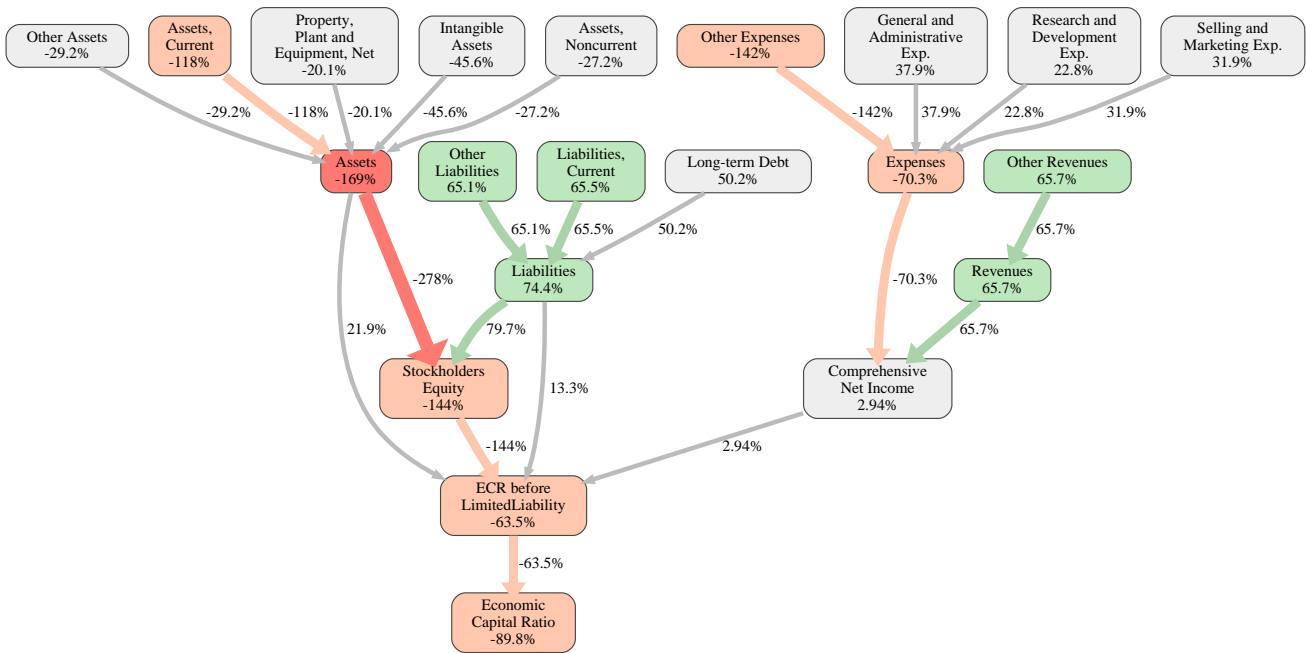 Other Assets
-29.2%
Assets,
Current
-118%
Property,
Plant and
Equipment, Net
-20.1%
Intangible
Assets
-45.6%
Assets,
Noncurrent
-27.2%
Other Expenses
-142%
General and
Administrative
Exp.
37.9%
Research and
Development
Exp.
22.8%
Selling and
Marketing Exp.
31.9%
-29.2%
-118%
-20.1%
-45.6%
-27.2%
-142%
37.9%
22.8%
31.9%
Assets
-169%
Other
Liabilities
65.1%
Liabilities,
Current
65.5%
Long-term Debt
50.2%
Expenses
-70.3%
Other Revenues
65.7%
65.1%
65.5%
50.2%
65.7%
-278%
Liabilities
74.4%
-70.3%
Revenues
65.7%
21.9%
79.7%
65.7%
Stockholders
Equity
-144%
13.3%
Comprehensive
Net Income
2.94%
-144%
2.94%
ECR before
LimitedLiability
-63.5%
-63.5%
Economic
Capital Ratio
-89.8%